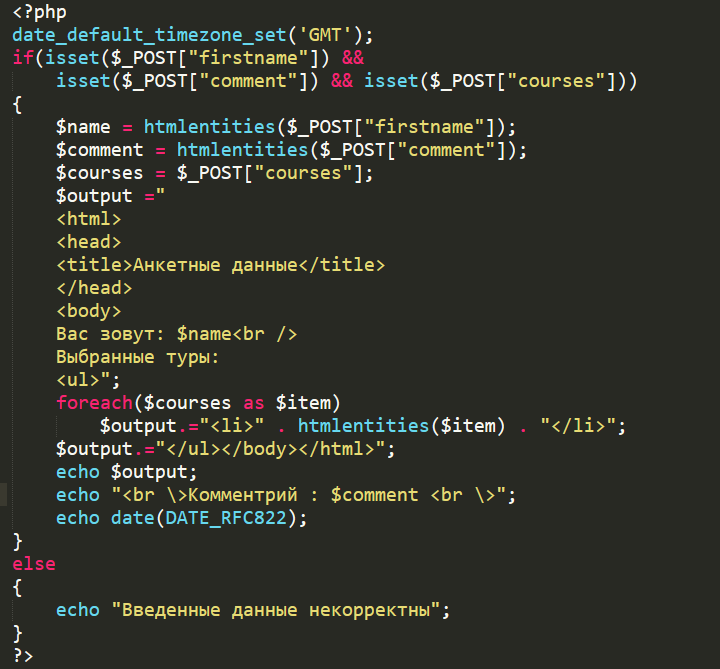 <?php
date_default_timezone_set('GMT');
if(isset($_POST["firstname"]) &&
    isset($_POST["comment"]) && isset($_POST["courses"]))
{
    $name = htmlentities($_POST["firstname"]);
    $comment = htmlentities($_POST["comment"]);
    $courses = $_POST["courses"];
    $output ="
    <html>
    <head>
    <title>Анкетные данные</title>
    </head>
    <body>
    Вас зовут: $name<br />
    Выбранные туры:
    <ul>";
    foreach($courses as $item)
        $output.="<li>" . htmlentities($item) . "</li>";
    $output.="</ul></body></html>";
    echo $output;
    echo "<br \>Комментрий : $comment <br \>";
    echo date(DATE_RFC822);
}
else
{
    echo "Введенные данные некорректны";
}
?>